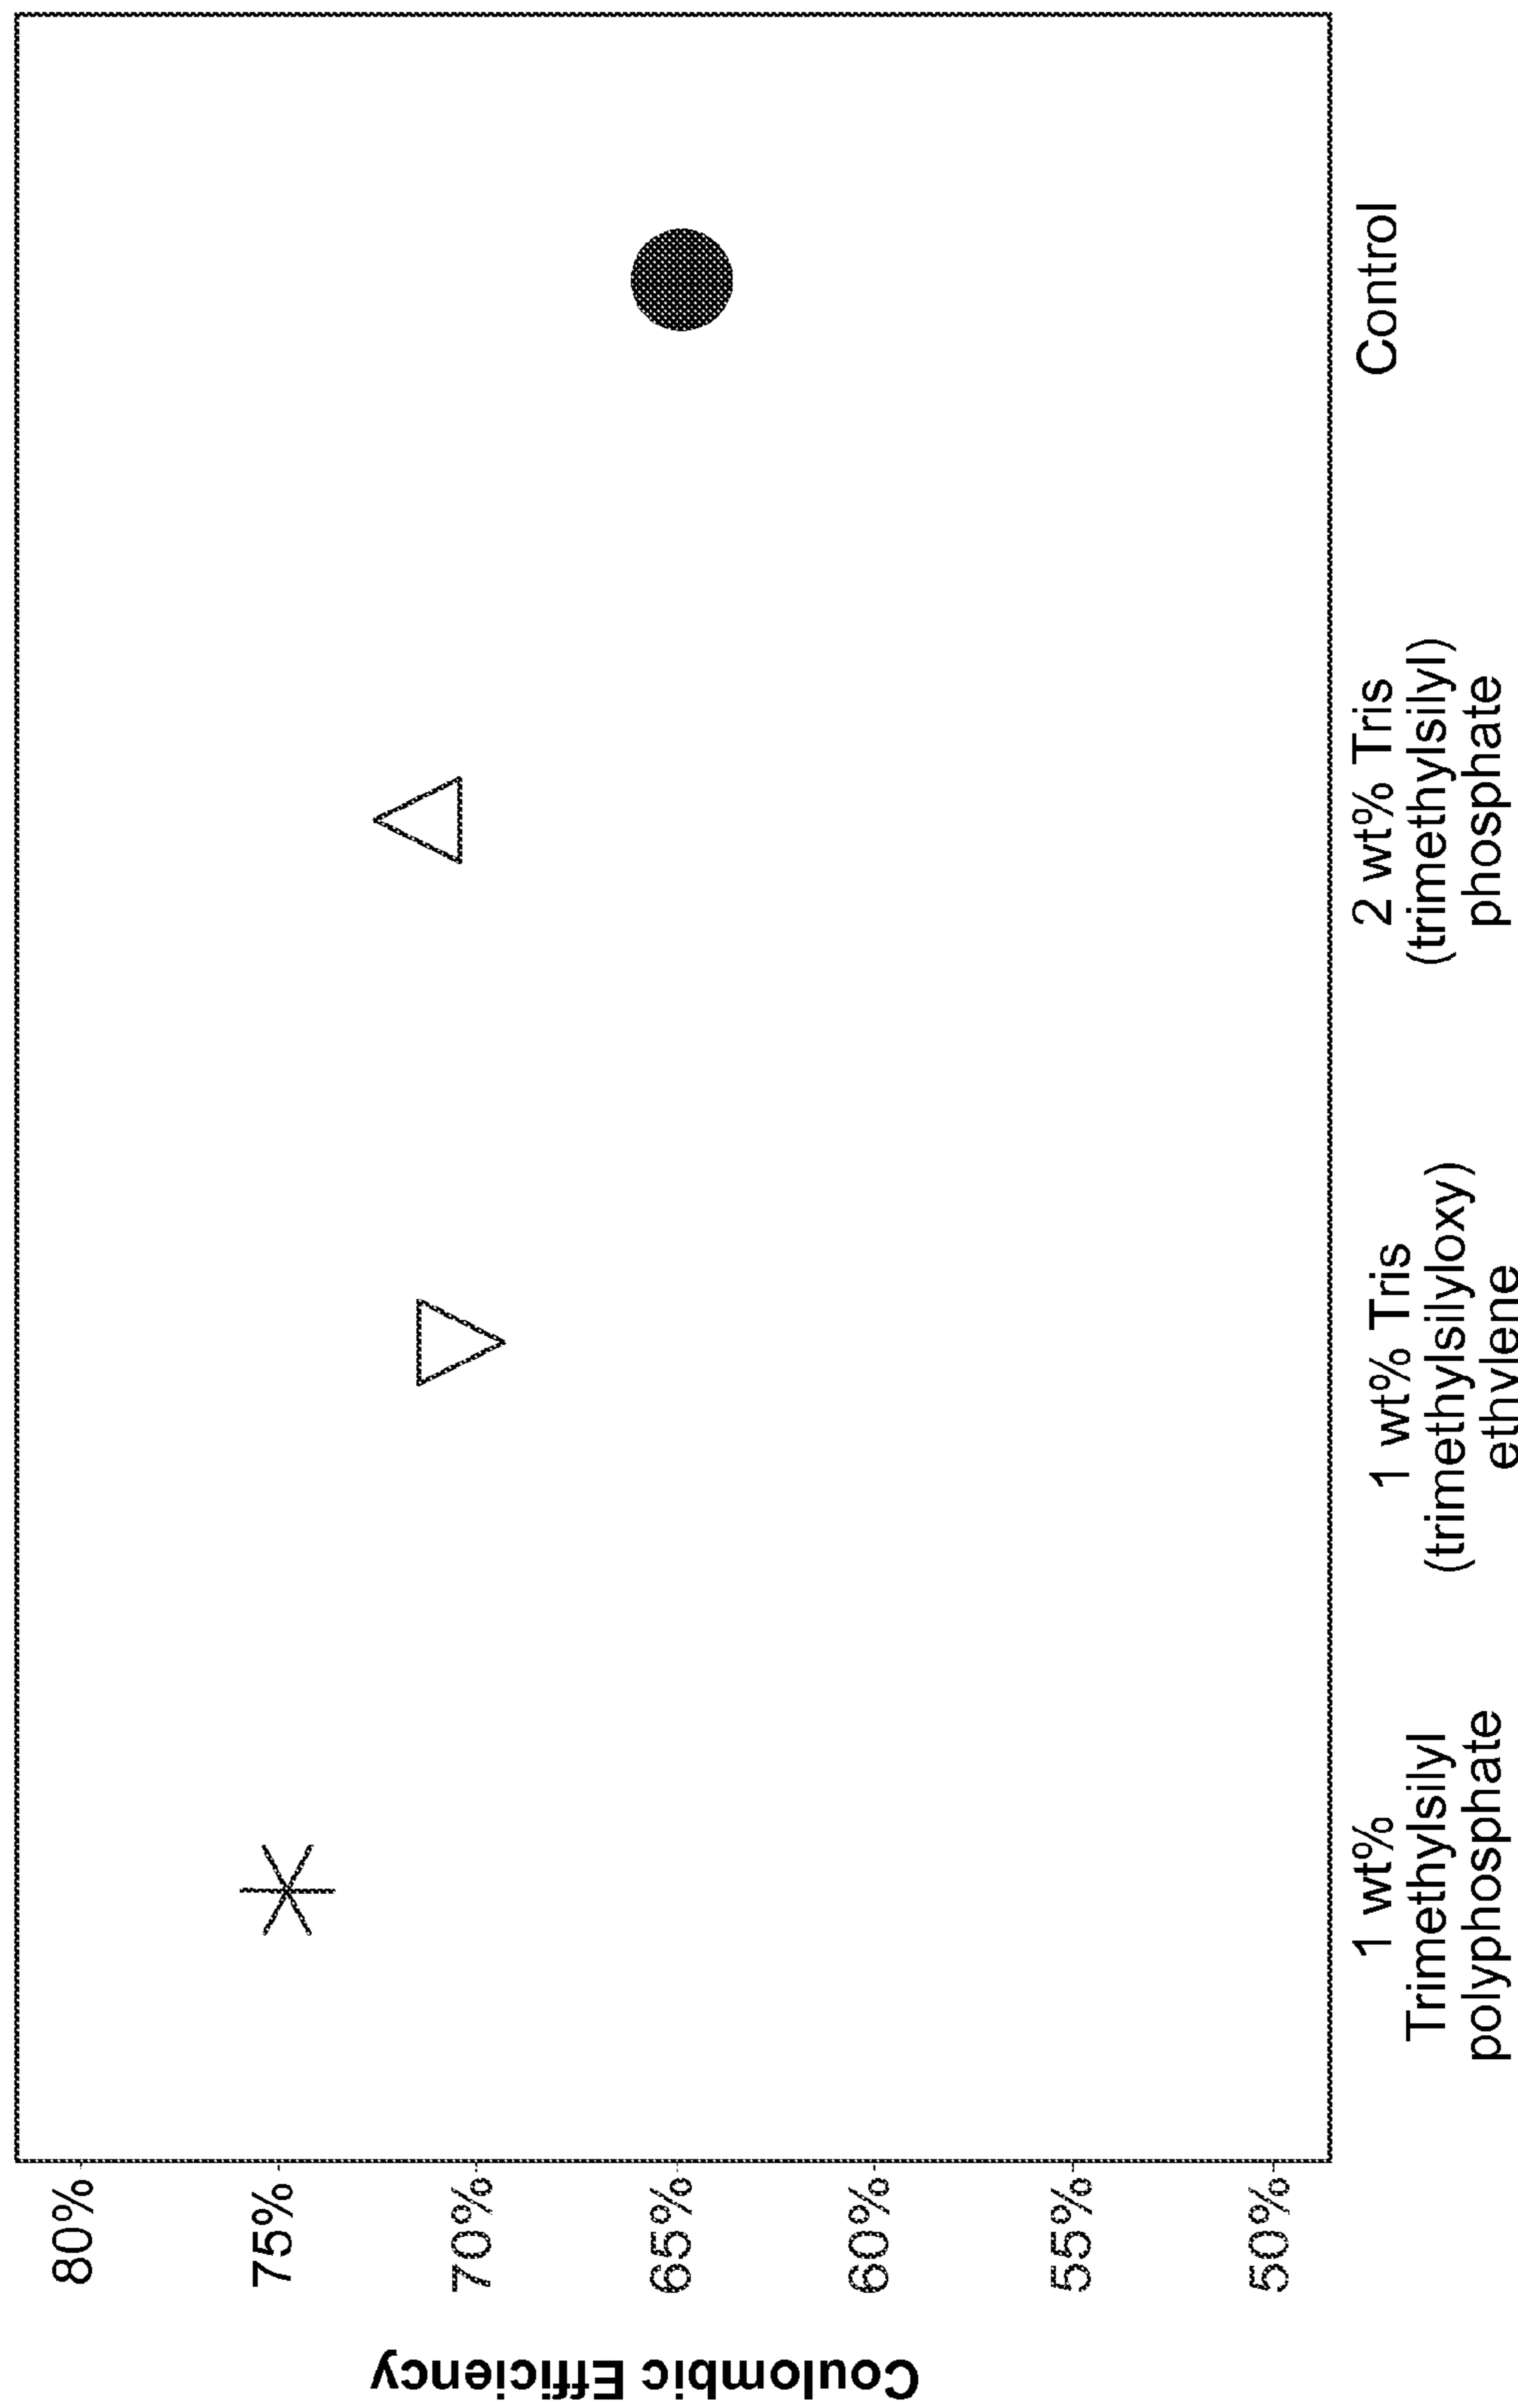 Coulombic Efficiency
80%
75%
70%
65%
60%
55%
50%
1 wt%
Trimethylsilyl
polyphosphate
1 wt% Tris
(trimethylsilyloxy)
ethylene
2 wt% Tris
(trimethylsilyl)
phosphate
Control